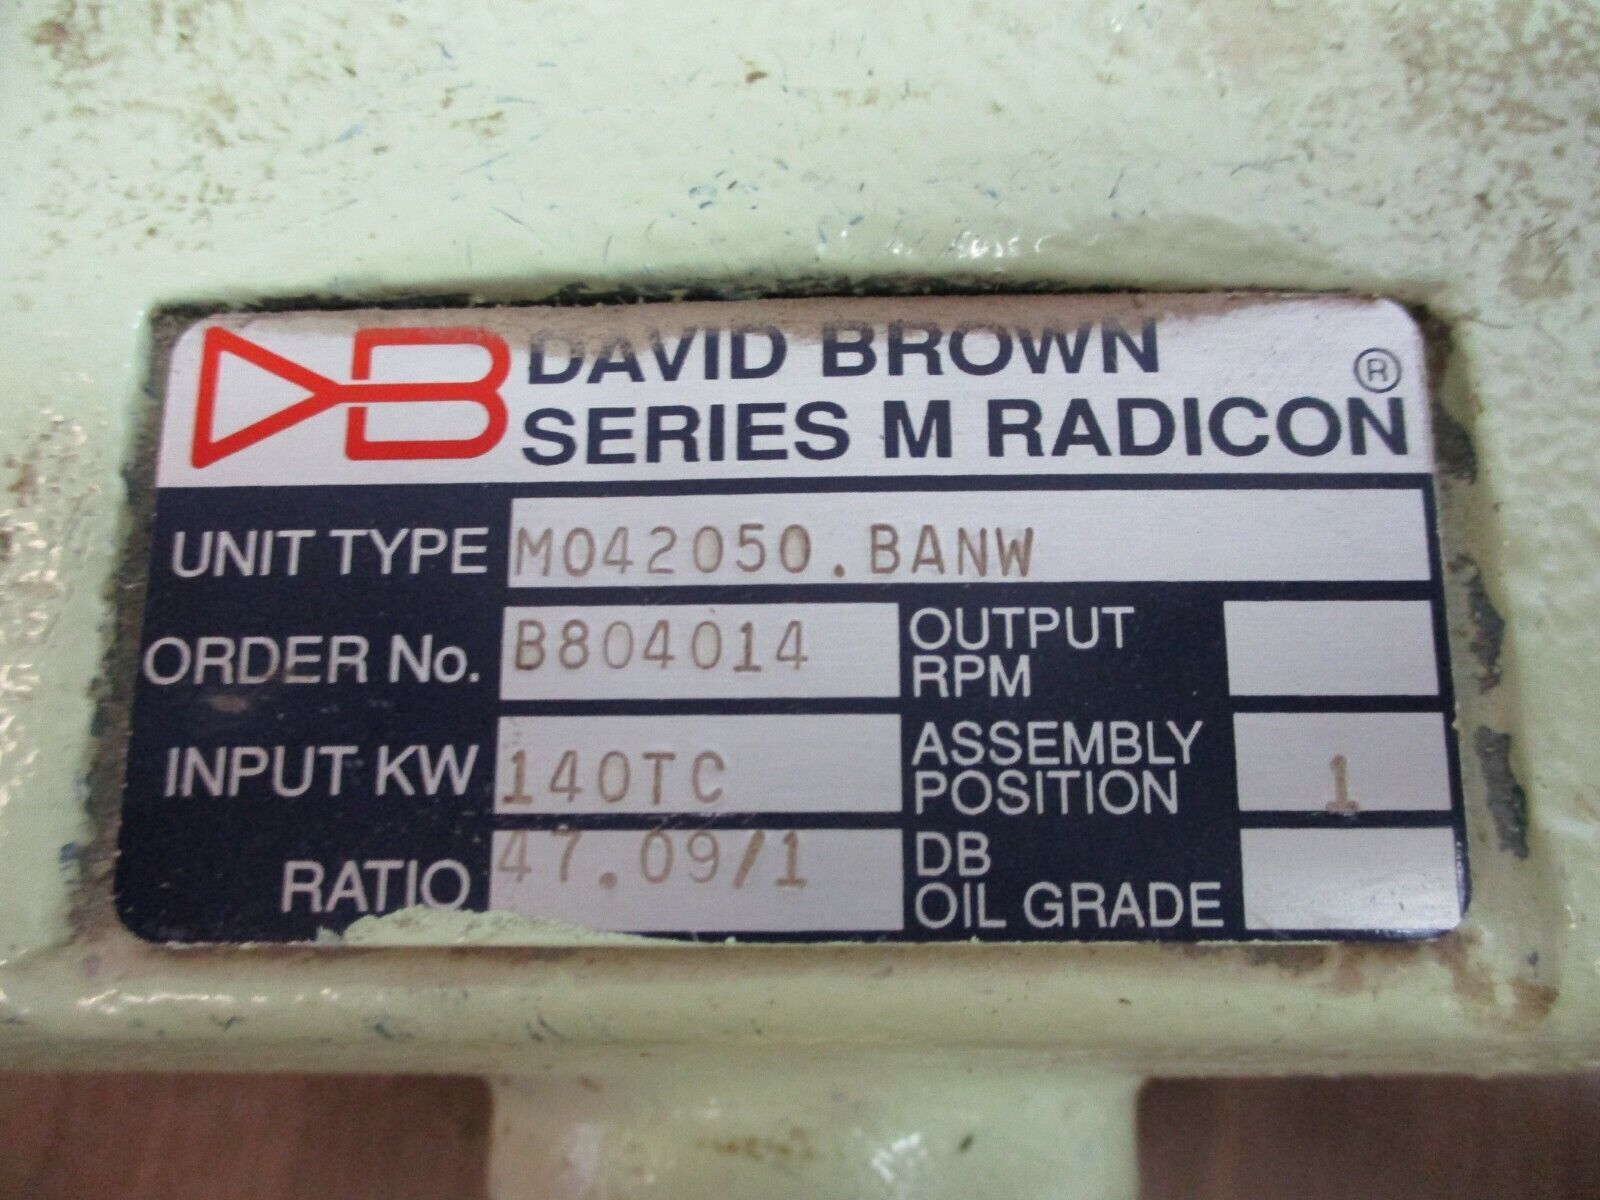 DB DAVID BROWN
SERIES M RADICON ®
UNIT TYPE M042050.BANW
ORDER No. B804014 OUTPUT RPM
INPUT KW 140TC ASSEMBLY POSITION 1
RATIO 47.09/1 DB OIL GRADE